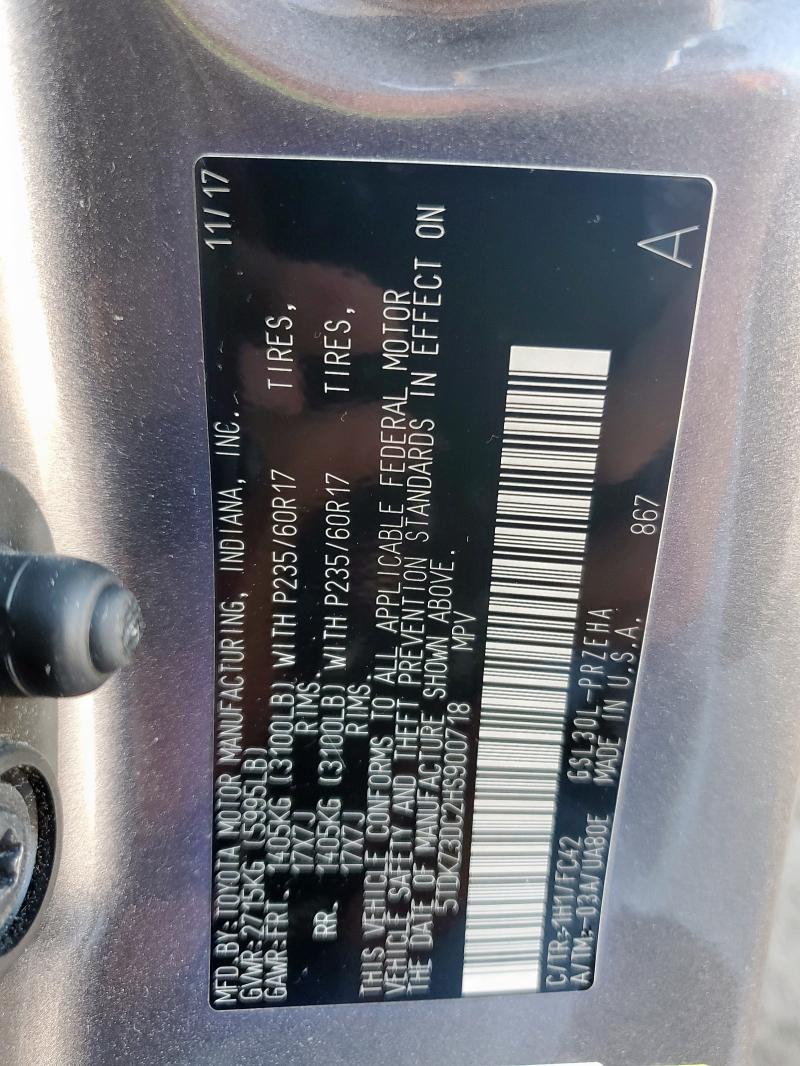 MFD BY: TOYOTA MOTOR MANUFACTURING, INDIANA, INC. 11/17
GVWR: 2715KG (5995LB)
GAWR: FRT. 1405KG (3100LB) WITH P235/60R17 TIRES,
17X7J RIMS.
RR. 1405KG (3100LB) WITH P235/60R17 TIRES,
17X7J RIMS.
THIS VEHICLE CONFORMS TO ALL APPLICABLE FEDERAL MOTOR
VEHICLE SAFETY AND THEFT PREVENTION STANDARDS IN EFFECT ON
THE DATE OF MANUFACTURE SHOWN ABOVE.
5TDKZ3DC2HS900718 MPV
C/TR: 1H1/FC42 GSL30L-PRZEHA 867
A/TM: -03A/UA80E MADE IN U.S.A. A